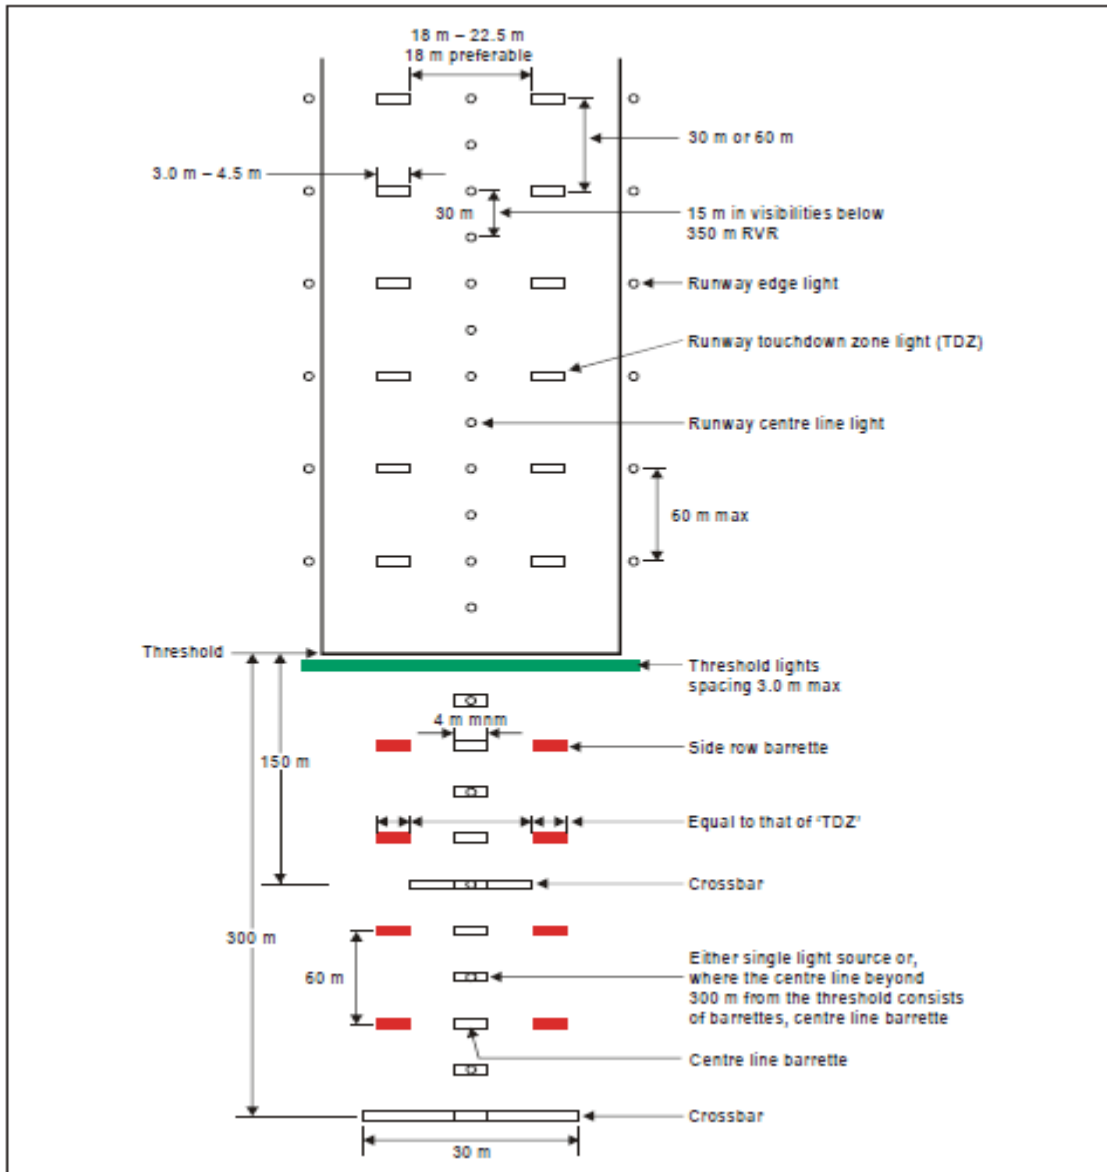 18 m – 22.5 m
18 m preferable
30 m or 60 m
3.0 m – 4.5 m
30 m
15 m in visibilities below
350 m RVR
Runway edge light
Runway touchdown zone light (TDZ)
Runway centre line light
60 m max
Threshold
Threshold lights
spacing 3.0 m max
4 m mnm
Side row barrette
150 m
Equal to that of ‘TDZ’
Crossbar
300 m
60 m
Either single light source or,
where the centre line beyond
300 m from the threshold consists
of barrettes, centre line barrette
Centre line barrette
Crossbar
30 m